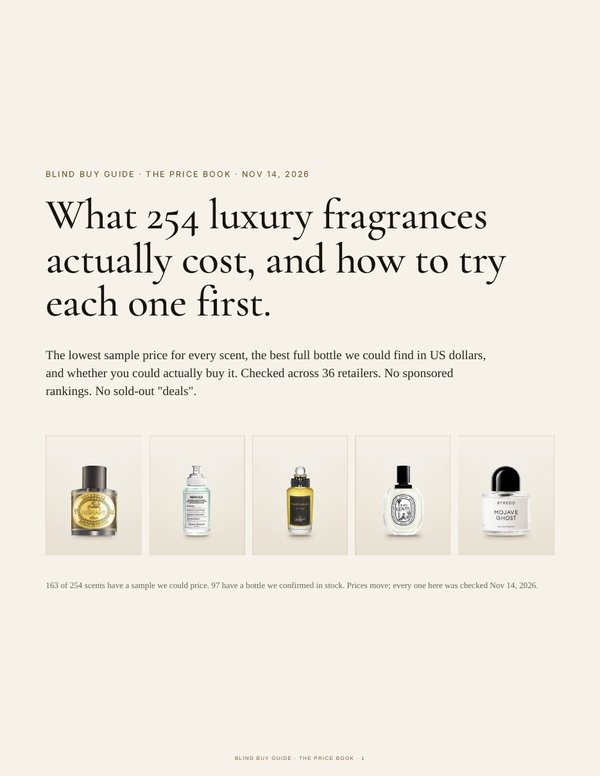 BLIND BUY GUIDE · THE PRICE BOOK · NOV 14, 2026
What 254 luxury fragrances
actually cost, and how to try
each one first.
The lowest sample price for every scent, the best full bottle we could find in US dollars,
and whether you could actually buy it. Checked across 36 retailers. No sponsored
rankings. No sold-out "deals".
REPLICA
BYREDO
MOJAVE
GHOST
163 of 254 scents have a sample we could price. 97 have a bottle we confirmed in stock. Prices move; every one here was checked Nov 14, 2026.
BLIND BUY GUIDE · THE PRICE BOOK · 1